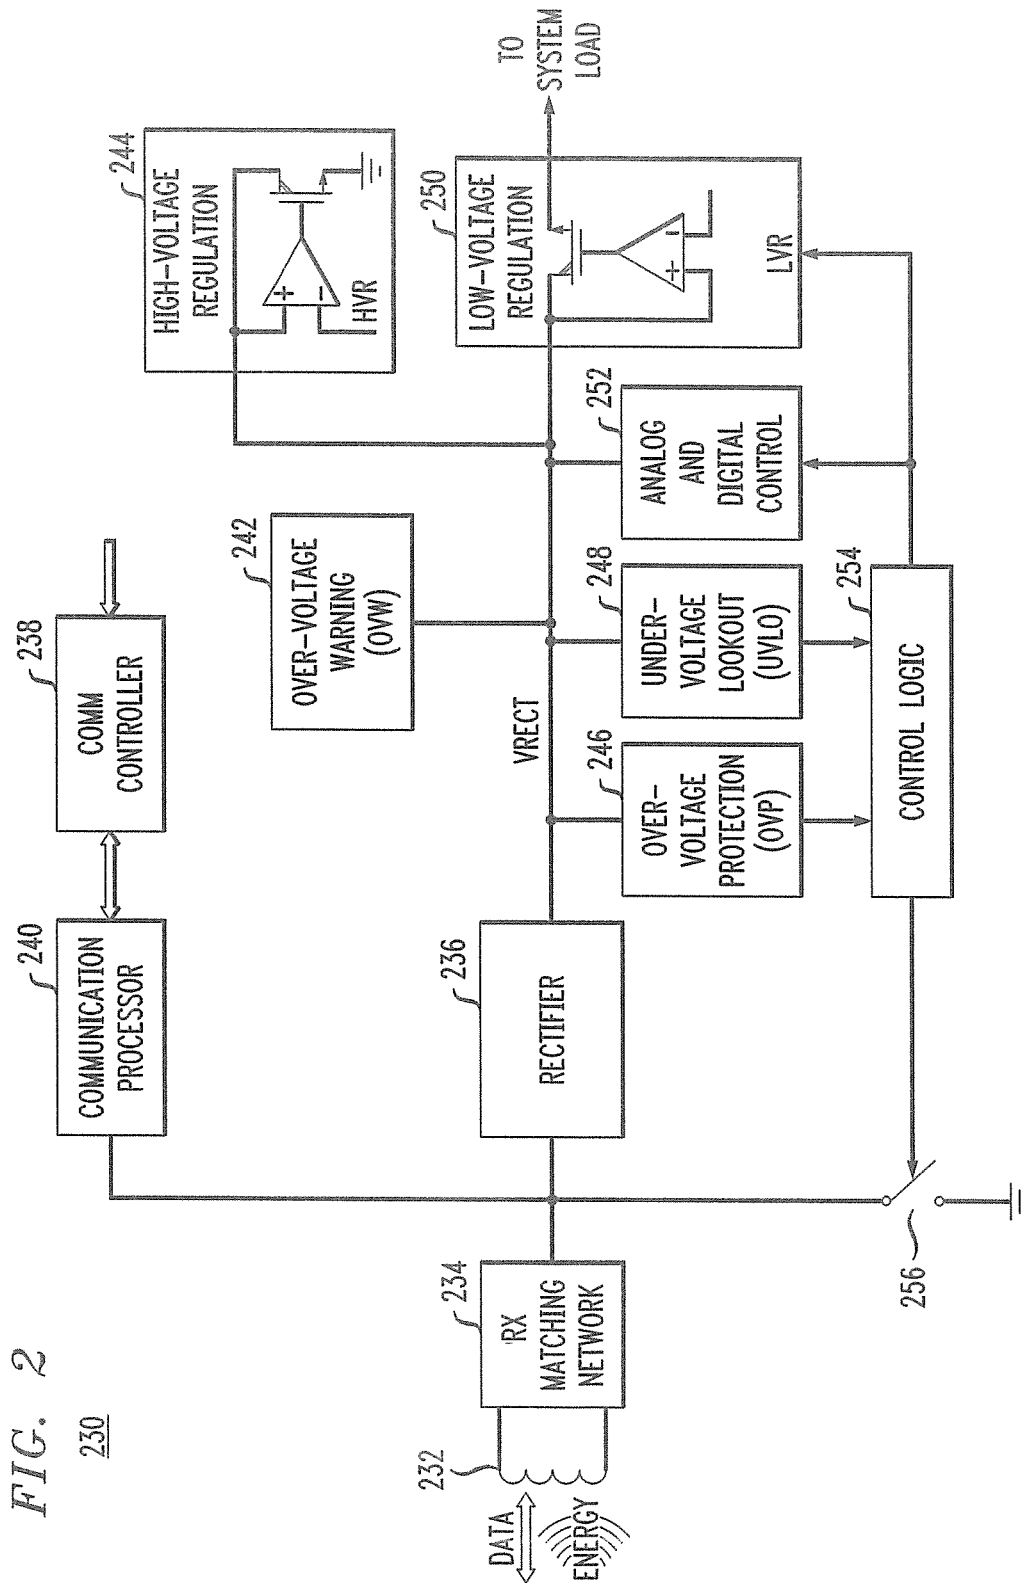 FIG. 2
230
DATA
ENERGY
232
234
RX
MATCHING
NETWORK
240
COMMUNICATION
PROCESSOR
238
COMM
CONTROLLER
236
RECTIFIER
256
VRECT
242
OVER-VOLTAGE
WARNING
(OVW)
244
HIGH-VOLTAGE
REGULATION
+
-
HVR
246
OVER-
VOLTAGE
PROTECTION
(OVP)
248
UNDER-
VOLTAGE
LOOKOUT
(UVLO)
252
ANALOG
AND
DIGITAL
CONTROL
250
LOW-VOLTAGE
REGULATION
+
-
LVR
254
CONTROL LOGIC
TO
SYSTEM
LOAD